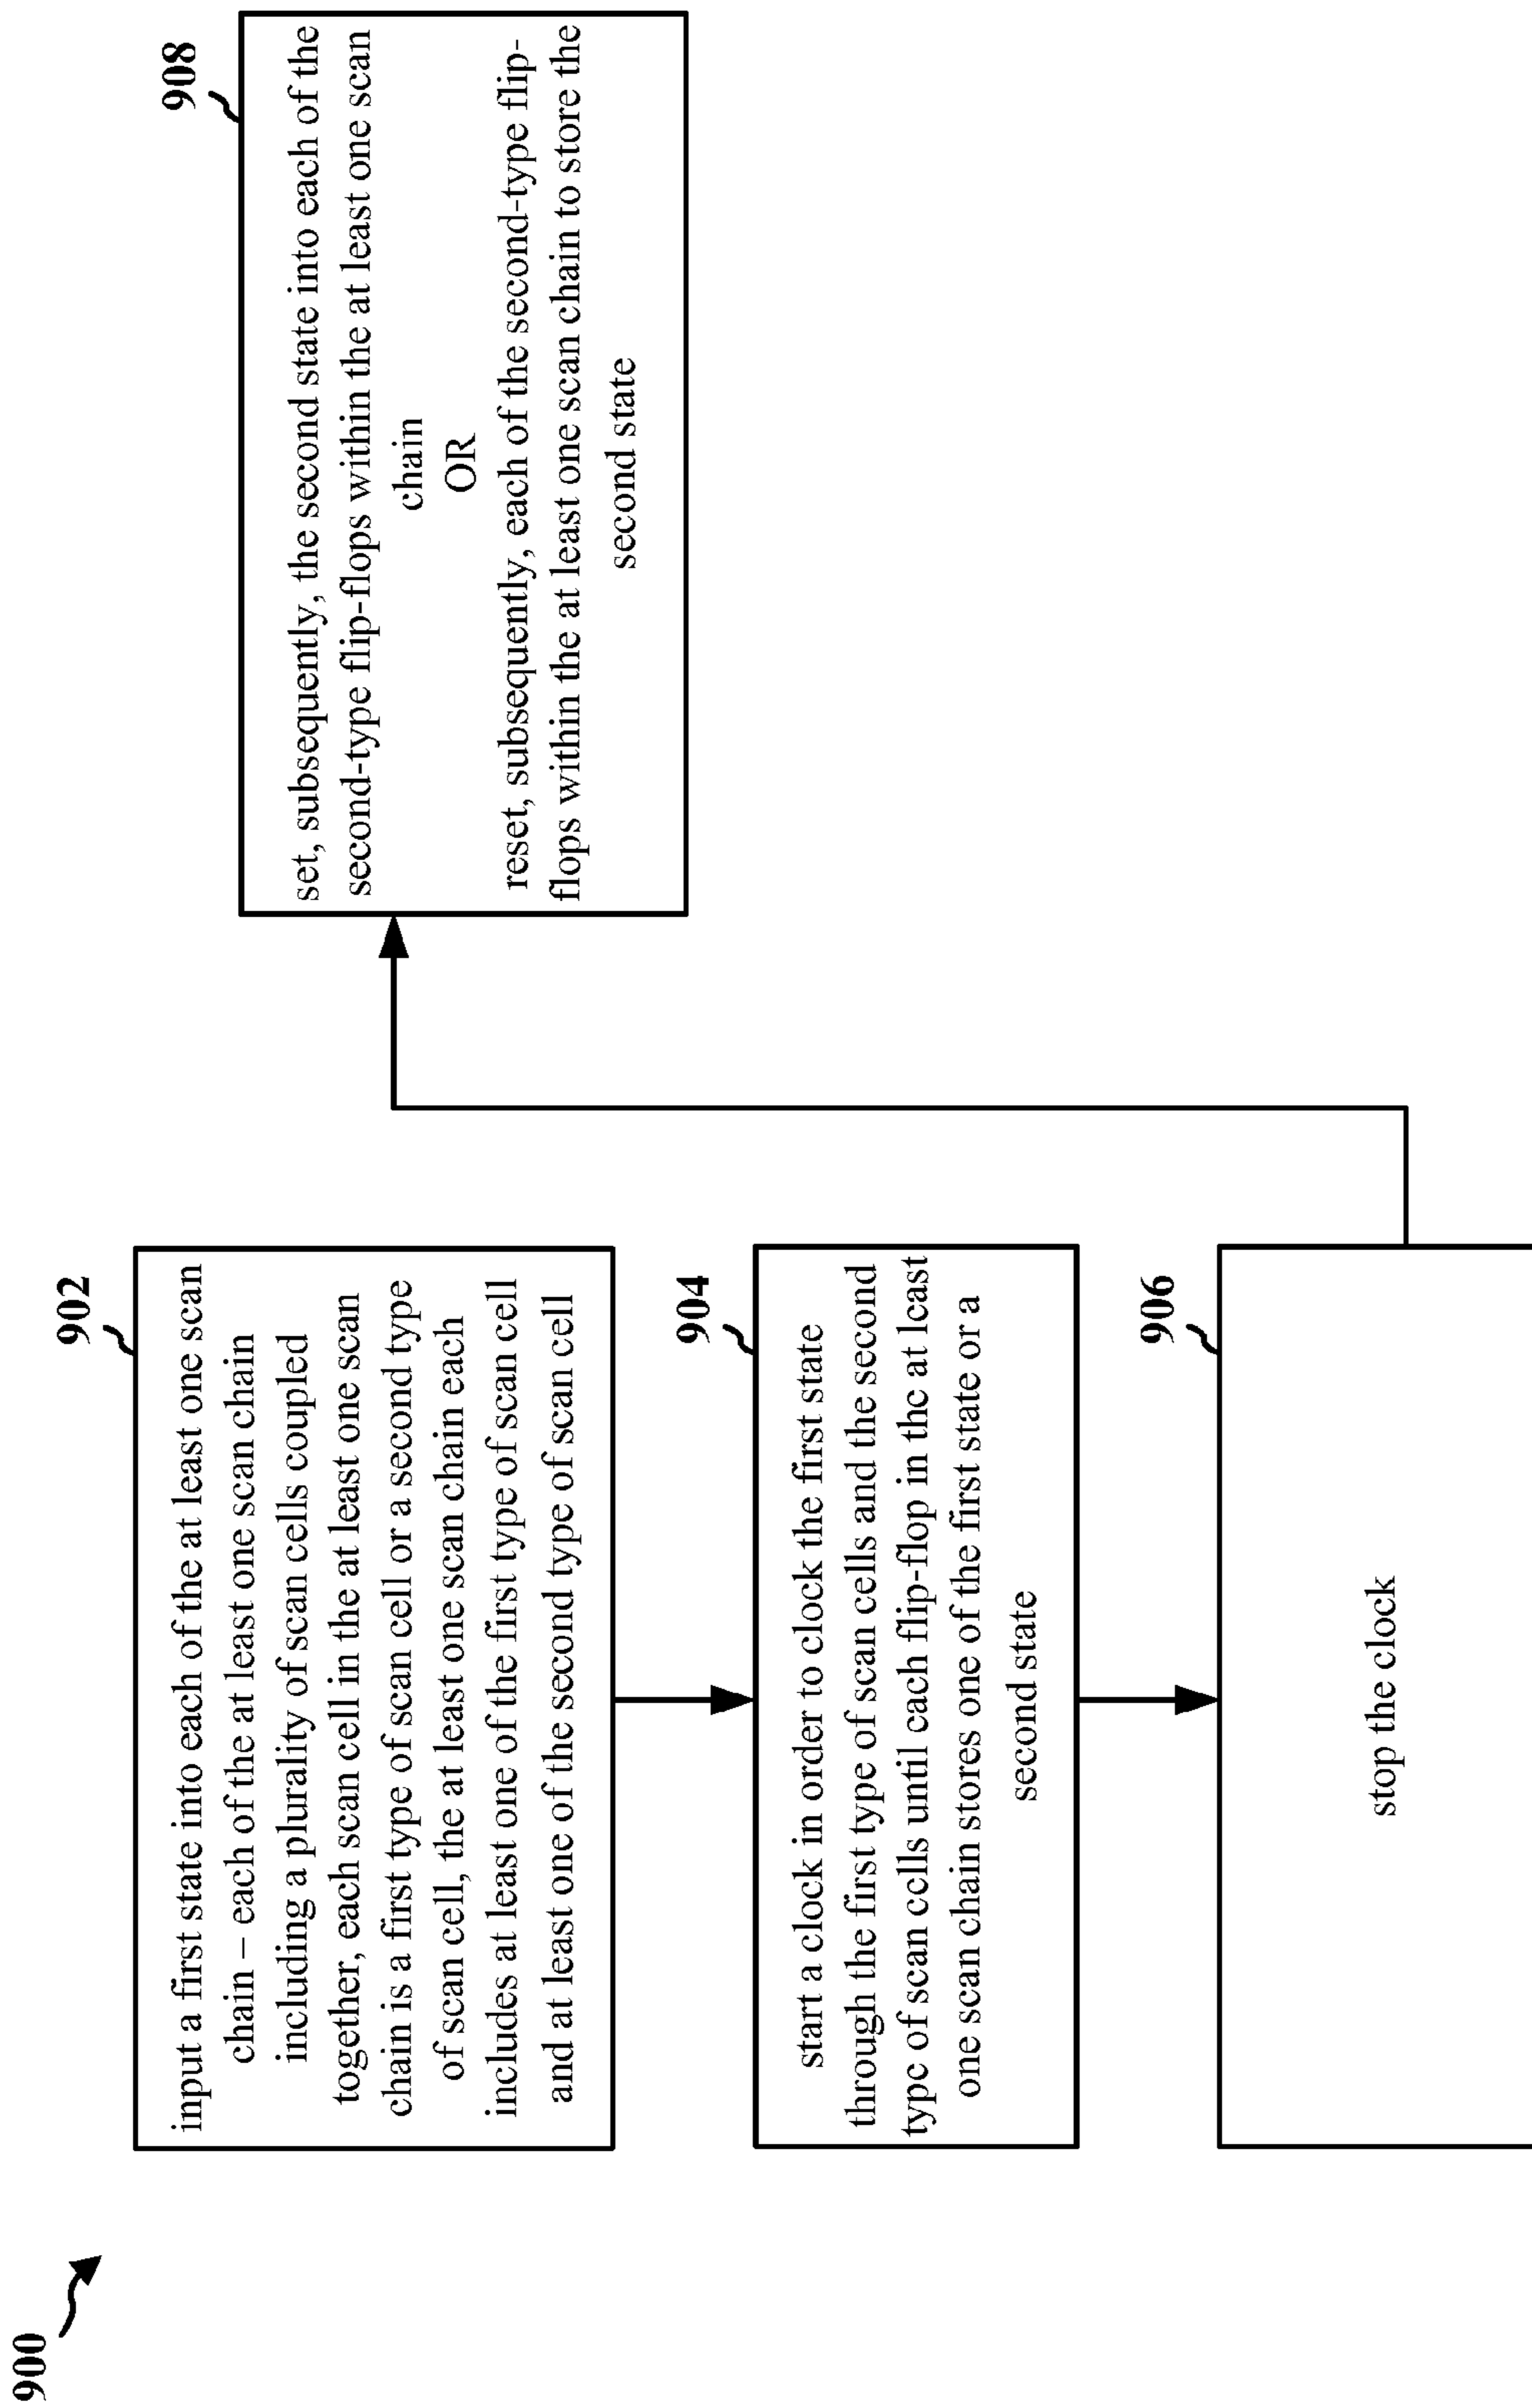 900
902
input a first state into each of the at least one scan
chain – each of the at least one scan chain
including a plurality of scan cells coupled
together, each scan cell in the at least one scan
chain is a first type of scan cell or a second type
of scan cell, the at least one scan chain each
includes at least one of the first type of scan cell
and at least one of the second type of scan cell
904
start a clock in order to clock the first state
through the first type of scan cells and the second
type of scan cells until each flip-flop in the at least
one scan chain stores one of the first state or a
second state
906
stop the clock
908
set, subsequently, the second state into each of the
second-type flip-flops within the at least one scan
chain
OR
reset, subsequently, each of the second-type flip-
flops within the at least one scan chain to store the
second state